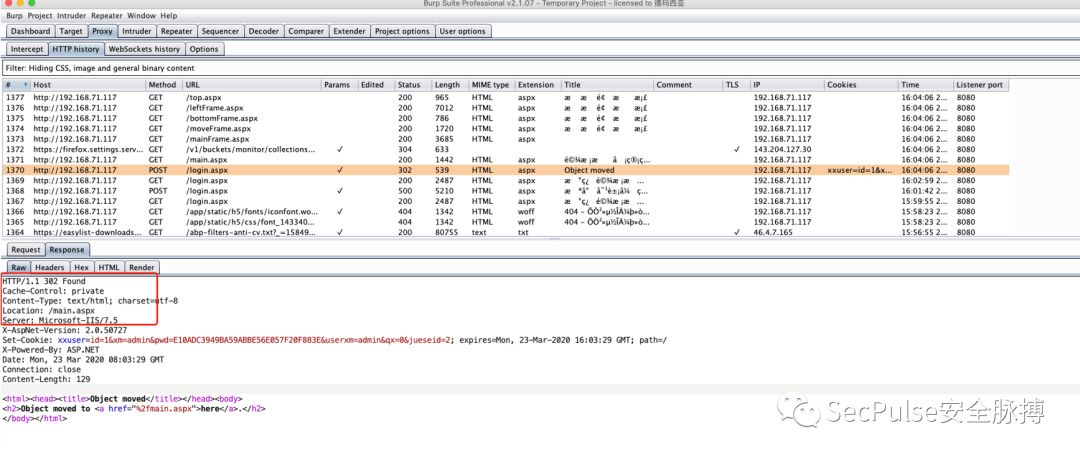 Burp Suite Professional v2.1.07 - Temporary Project - licensed to 德玛西亚
Burp Project Intruder Repeater Window Help
Dashboard Target Proxy Intruder Repeater Sequencer Decoder Comparer Extender Project options User options
Intercept HTTP history WebSockets history Options
Filter: Hiding CSS, image and general binary content
# Host Method URL Params Edited Status Length MIME type Extension Title Comment TLS IP Cookies Time Listener port
1377 http://192.168.71.117 GET /top.aspx 200 965 HTML aspx 192.168.71.117 16:04:06 2... 8080
1376 http://192.168.71.117 GET /leftFrame.aspx 200 7012 HTML aspx 192.168.71.117 16:04:06 2... 8080
1375 http://192.168.71.117 GET /bottomFrame.aspx 200 786 HTML aspx 192.168.71.117 16:04:06 2... 8080
1374 http://192.168.71.117 GET /moveFrame.aspx 200 1720 HTML aspx 192.168.71.117 16:04:06 2... 8080
1373 http://192.168.71.117 GET /mainFrame.aspx 200 3685 HTML aspx 192.168.71.117 16:04:06 2... 8080
1372 https://firefox.settings.serv... GET /v1/buckets/monitor/collections... ✓ 304 633 ✓ 143.204.127.30 16:04:06 2... 8080
1371 http://192.168.71.117 GET /main.aspx 200 1442 HTML aspx 192.168.71.117 16:04:06 2... 8080
1370 http://192.168.71.117 POST /login.aspx ✓ 302 539 HTML aspx Object moved 192.168.71.117 xxuser=id=1&x... 16:04:06 2... 8080
1369 http://192.168.71.117 GET /login.aspx 200 2487 HTML aspx 192.168.71.117 16:02:59 2... 8080
1368 http://192.168.71.117 POST /login.aspx ✓ 500 5210 HTML aspx 192.168.71.117 16:01:42 2... 8080
1367 http://192.168.71.117 GET /login.aspx 200 2487 HTML aspx 192.168.71.117 15:59:55 2... 8080
1366 http://192.168.71.117 GET /app/static/h5/fonts/iconfont.wo... ✓ 404 1342 HTML woff 192.168.71.117 15:58:23 2... 8080
1365 http://192.168.71.117 GET /app/static/h5/css/font_143340... 404 1342 HTML woff 192.168.71.117 15:58:23 2... 8080
1364 https://easylist-downloads... GET /abp-filters-anti-cv.txt?_=15849... ✓ 200 80755 text txt ✓ 46.4.7.165 15:56:55 2... 8080
Request Response
Raw Headers Hex HTML Render
HTTP/1.1 302 Found
Cache-Control: private
Content-Type: text/html; charset=utf-8
Location: /main.aspx
Server: Microsoft-IIS/7.5
X-AspNet-Version: 2.0.50727
Set-Cookie: xxuser=id=1&xm=admin&pwd=E10ADC3949BA59ABBE56E057F20F883E&userxm=admin&qx=0&jueseid=2; expires=Mon, 23-Mar-2020 16:03:29 GMT; path=/
X-Powered-By: ASP.NET
Date: Mon, 23 Mar 2020 08:03:29 GMT
Connection: close
Content-Length: 129
<html><head><title>Object moved</title></head><body>
<h2>Object moved to <a href="%2fmain.aspx">here</a>.</h2>
</body></html>
SecPulse安全脉搏